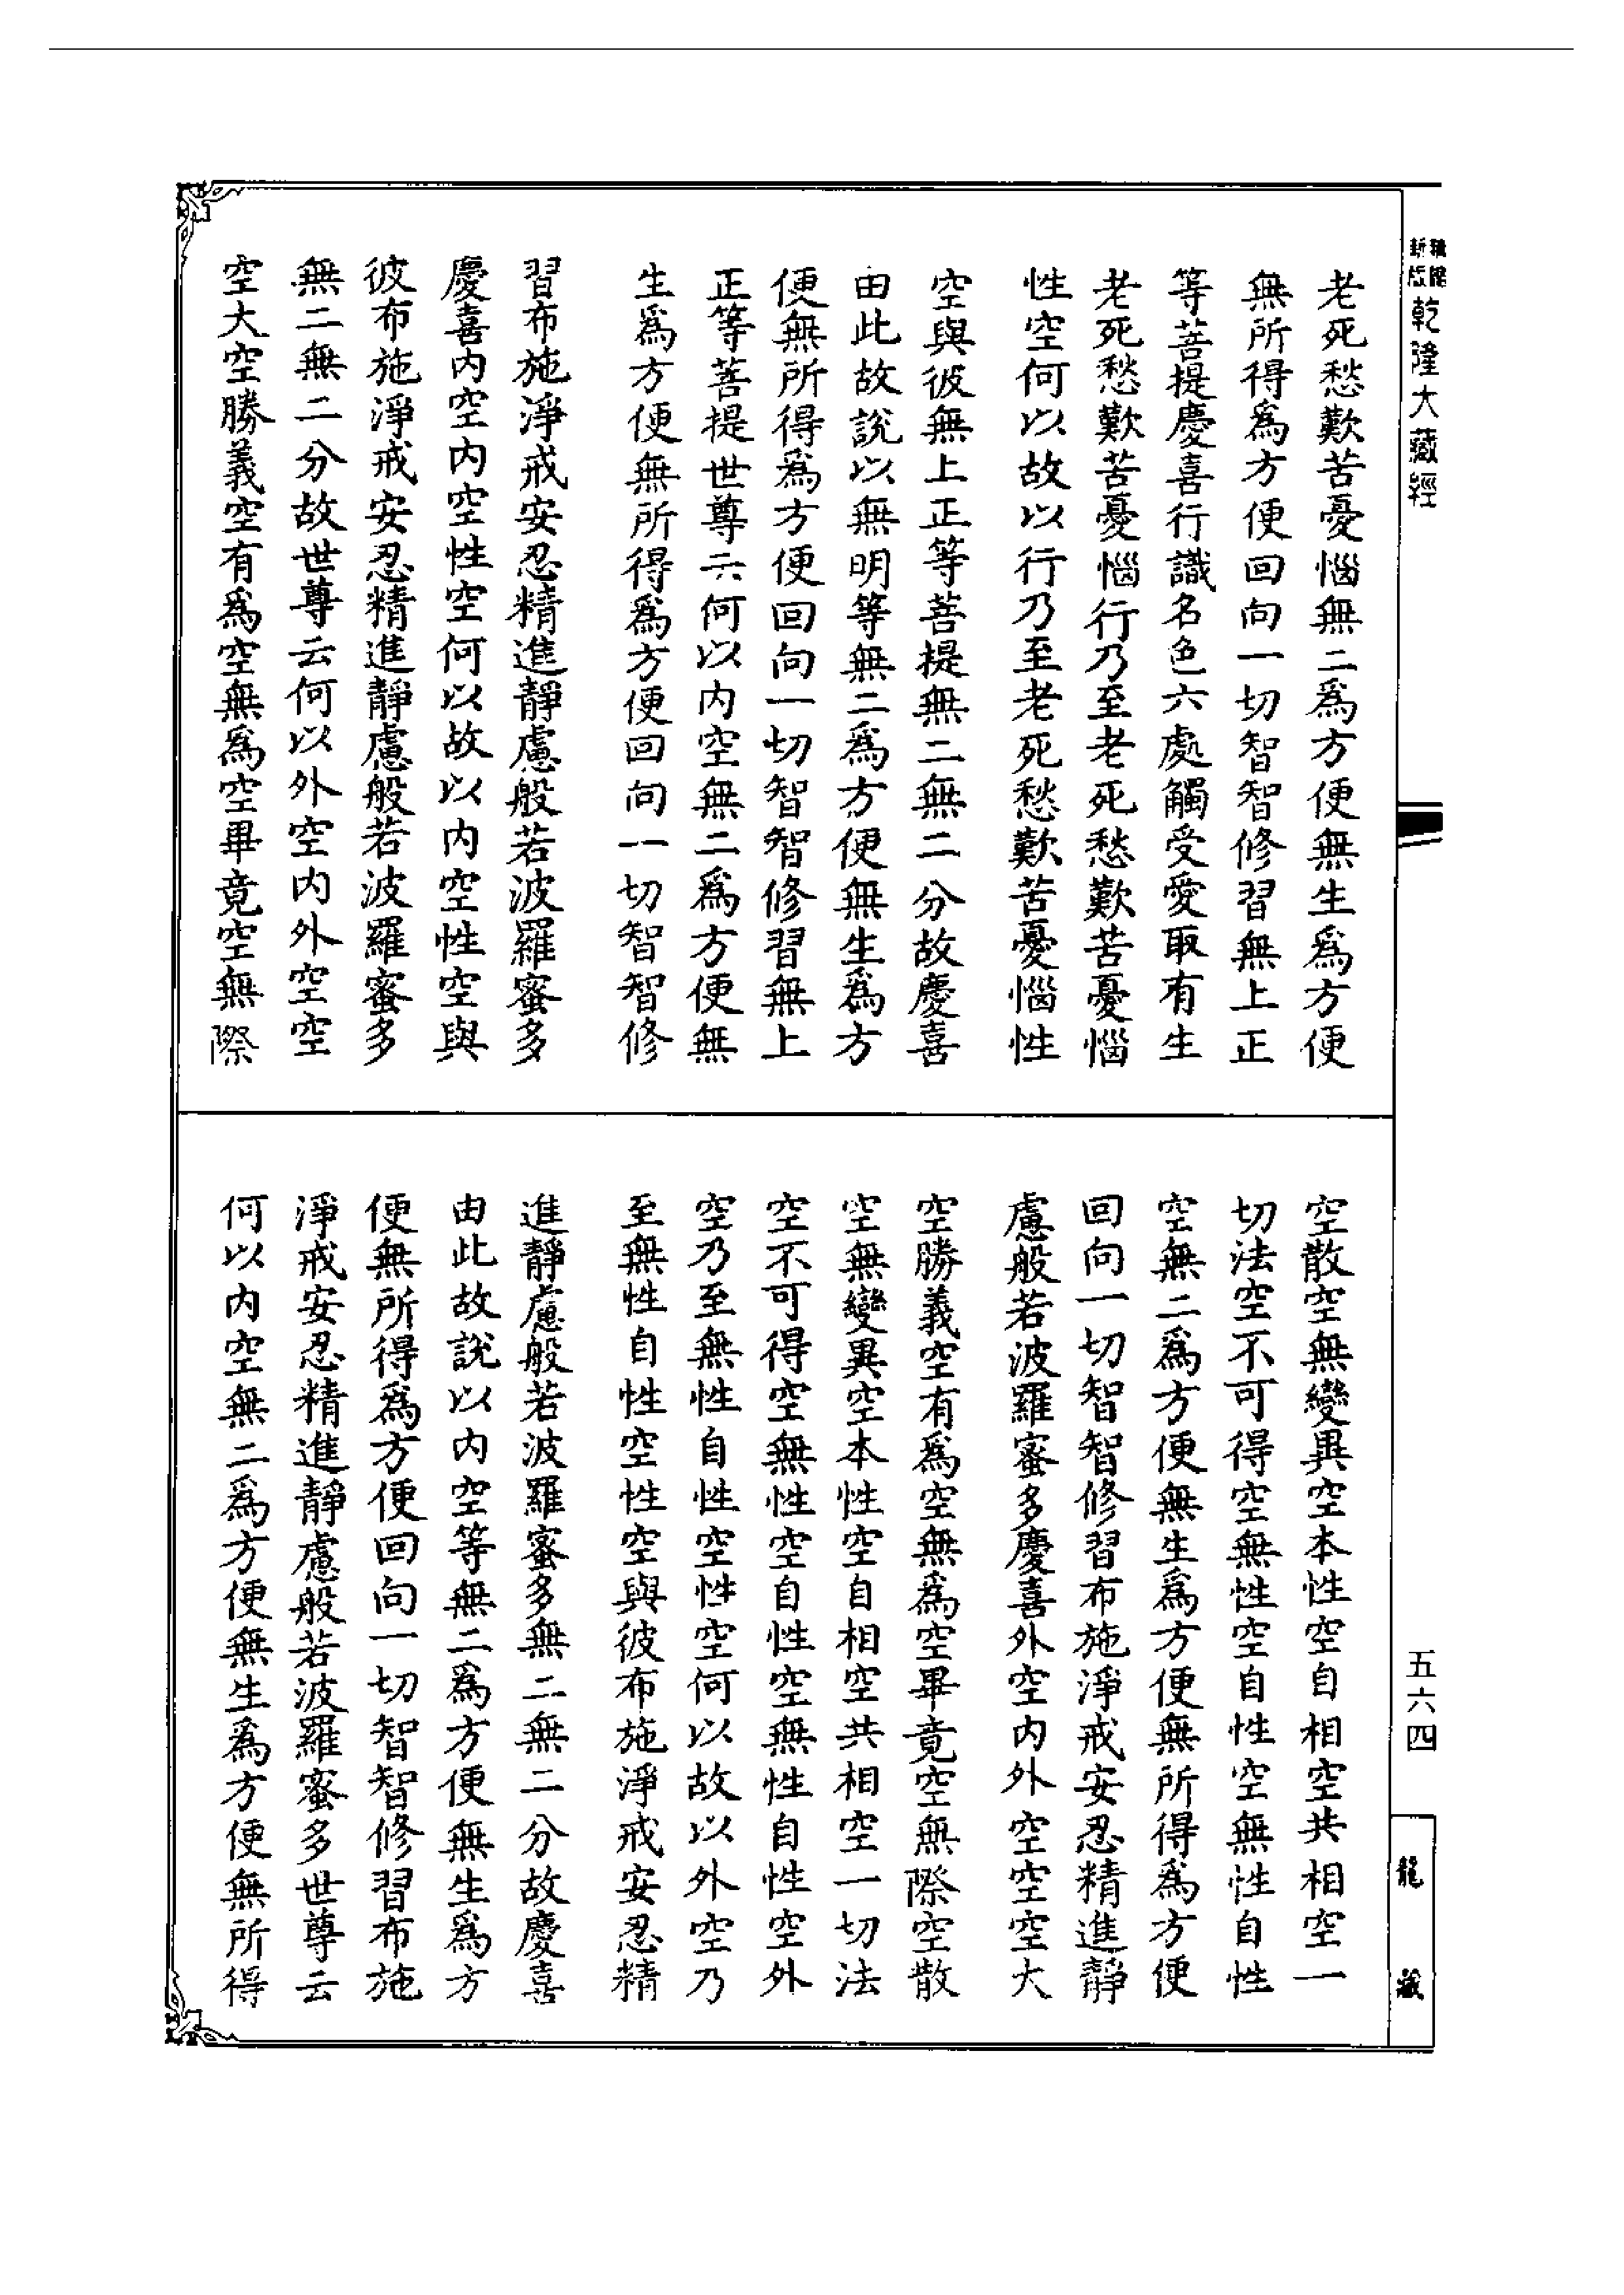 乾隆大藏經
老死愁歎苦憂惱無二爲方便無生爲方便
無所得爲方便回向一切智智修習無上正
等菩提慶喜行識名色六處觸受愛取有生
老死愁歎苦憂惱行乃至老死愁歎苦憂惱
性空何以故以行乃至老死愁歎苦憂惱性
空與彼無上正等菩提無二無二分故慶喜
由此故說以無明等無二爲方便無生爲方
便無所得爲方便回向一切智智修習無上
正等菩提世尊云何以内空無二爲方便無
生爲方便無所得爲方便回向一切智智修
習布施淨戒安忍精進靜慮般若波羅蜜多
慶喜内空内空性空何以故以内空性空與
彼布施淨戒安忍精進靜慮般若波羅蜜多
無二無二分故世尊云何以外空内外空空
空大空勝義空有爲空無爲空畢竟空無際
空散空無變異空本性空自相空共相空一
切法空不可得空無性空自性空無性自性
空無二爲方便無生爲方便無所得爲方便
回向一切智智修習布施淨戒安忍精進靜
慮般若波羅蜜多慶喜外空内外空空空大
空勝義空有爲空無爲空畢竟空無際空散
空無變異空本性空自相空共相空一切法
空不可得空無性空自性空無性自性空外
空乃至無性自性空性空何以故以外空乃
至無性自性空性空與彼布施淨戒安忍精
進靜慮般若波羅蜜多無二無二分故慶喜
由此故說以内空等無二爲方便無生爲方
便無所得爲方便回向一切智智修習布施
淨戒安忍精進靜慮般若波羅蜜多世尊云
何以内空無二爲方便無生爲方便無所得
五六四
龍藏